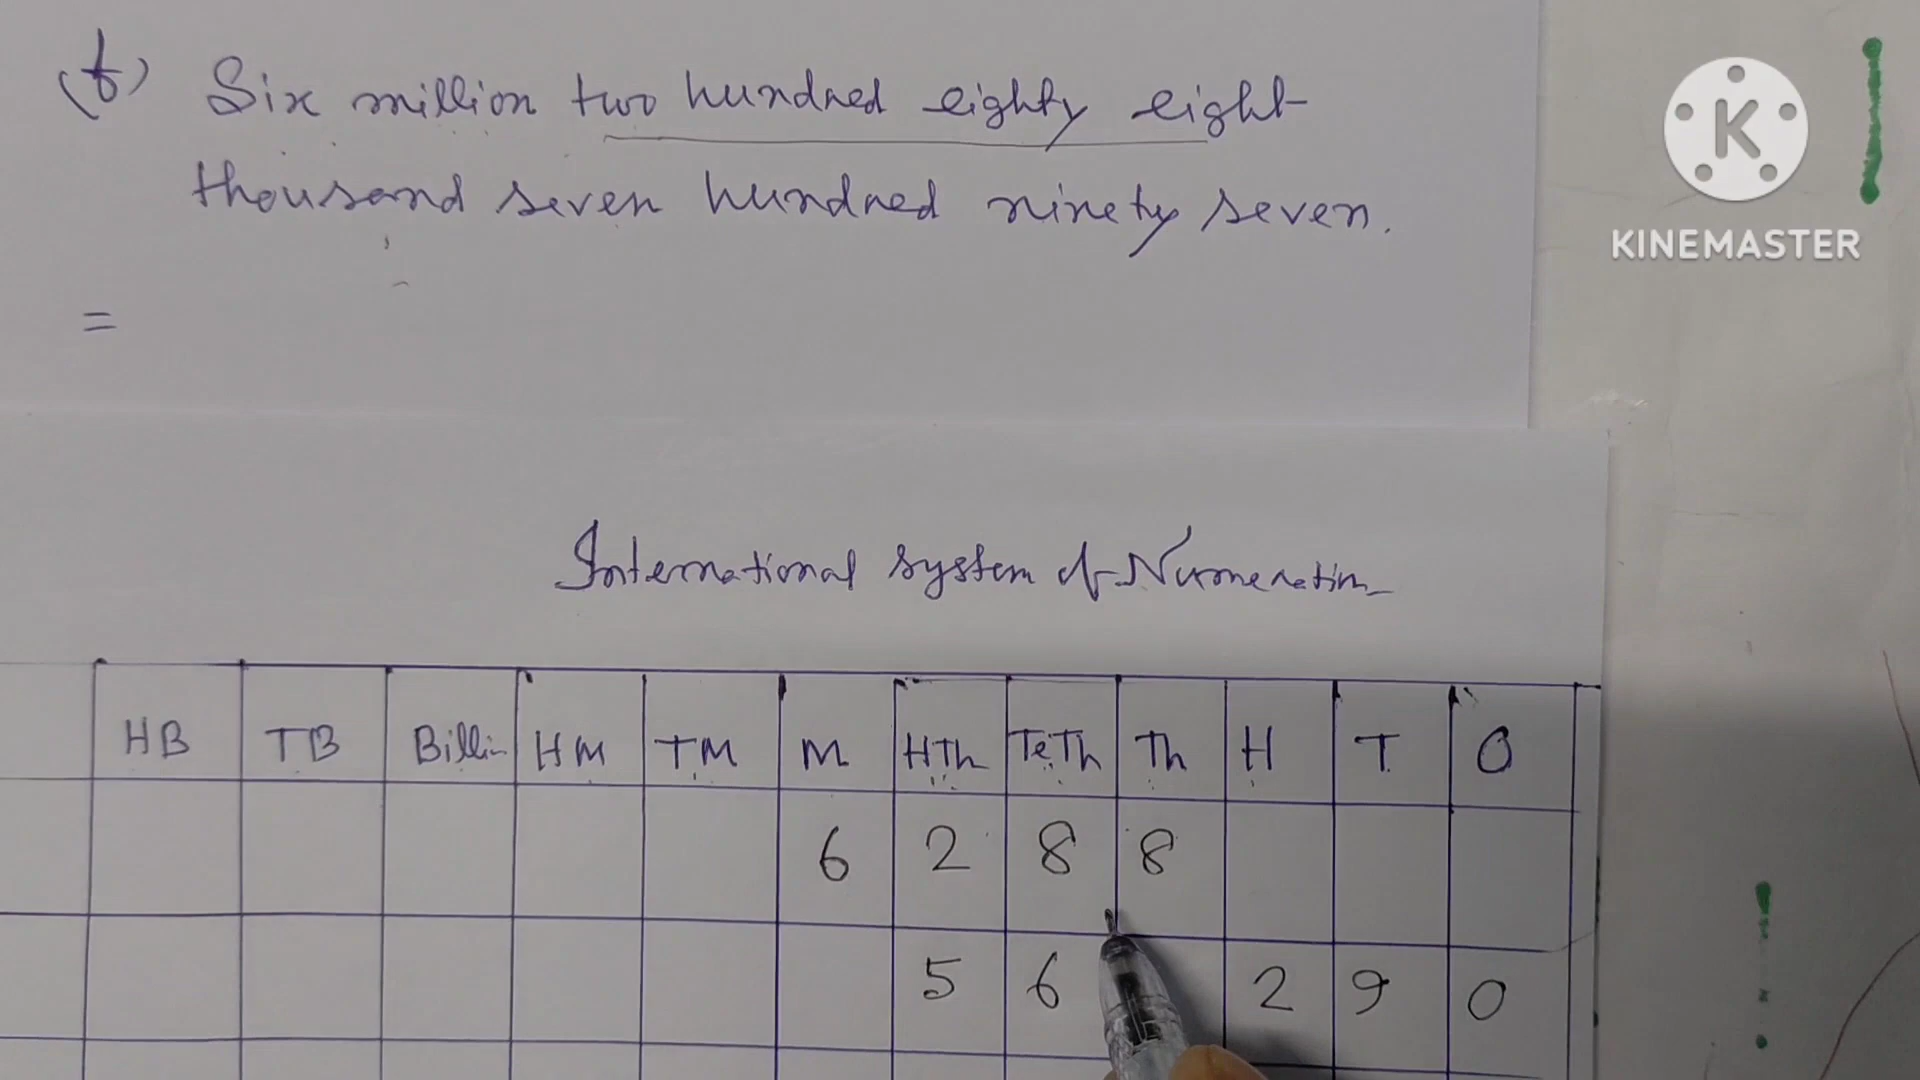 (f) Six million two hundred eighty eight
thousand seven hundred ninety seven.
=
K
KINEMASTER
International system of Numeration
HB TB Billin HM TM M HTh TeTh Th H T O
6 2 8 8
5 6 2 9 0